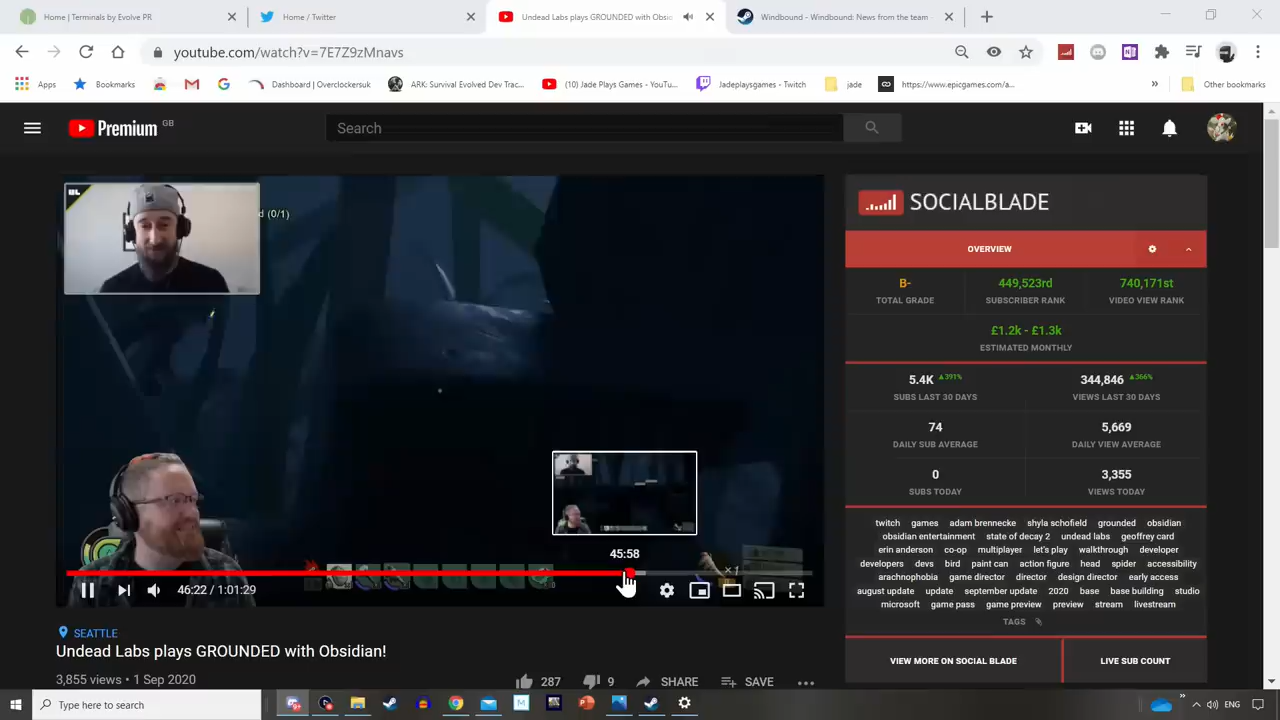 Home | Terminals by Evolve PR
Home / Twitter
Undead Labs plays GROUNDED with Obsi
Windbound - Windbound: News from the team -
youtube.com/watch?v=7E7Z9zMnavs
Apps
Bookmarks
Dashboard | Overclockersuk
ARK: Survival Evolved Dev Trac...
(10) Jade Plays Games - YouTu...
Jadeplaysgames - Twitch
jade
https://www.epicgames.com/a...
»
Other bookmarks
Premium GB
Search
UL
d (0/1)
SOCIALBLADE
OVERVIEW
B-
449,523rd
740,171st
TOTAL GRADE
SUBSCRIBER RANK
VIDEO VIEW RANK
£1.2k - £1.3k
ESTIMATED MONTHLY
5.4K ▲391%
344,846 ▲366%
SUBS LAST 30 DAYS
VIEWS LAST 30 DAYS
74
5,669
DAILY SUB AVERAGE
DAILY VIEW AVERAGE
0
3,355
SUBS TODAY
VIEWS TODAY
twitch games adam brennecke shyla schofield grounded obsidian
obsidian entertainment state of decay 2 undead labs geoffrey card
erin anderson co-op multiplayer let's play walkthrough developer
developers devs bird paint can action figure head spider accessibility
arachnophobia game director director design director early access
august update update september update 2020 base base building studio
microsoft game pass game preview preview stream livestream
TAGS
VIEW MORE ON SOCIAL BLADE
LIVE SUB COUNT
45:58
×1
46:22 / 1:01:29
SEATTLE
Undead Labs plays GROUNDED with Obsidian!
3,855 views • 1 Sep 2020
287
9
SHARE
SAVE
Type here to search
ENG